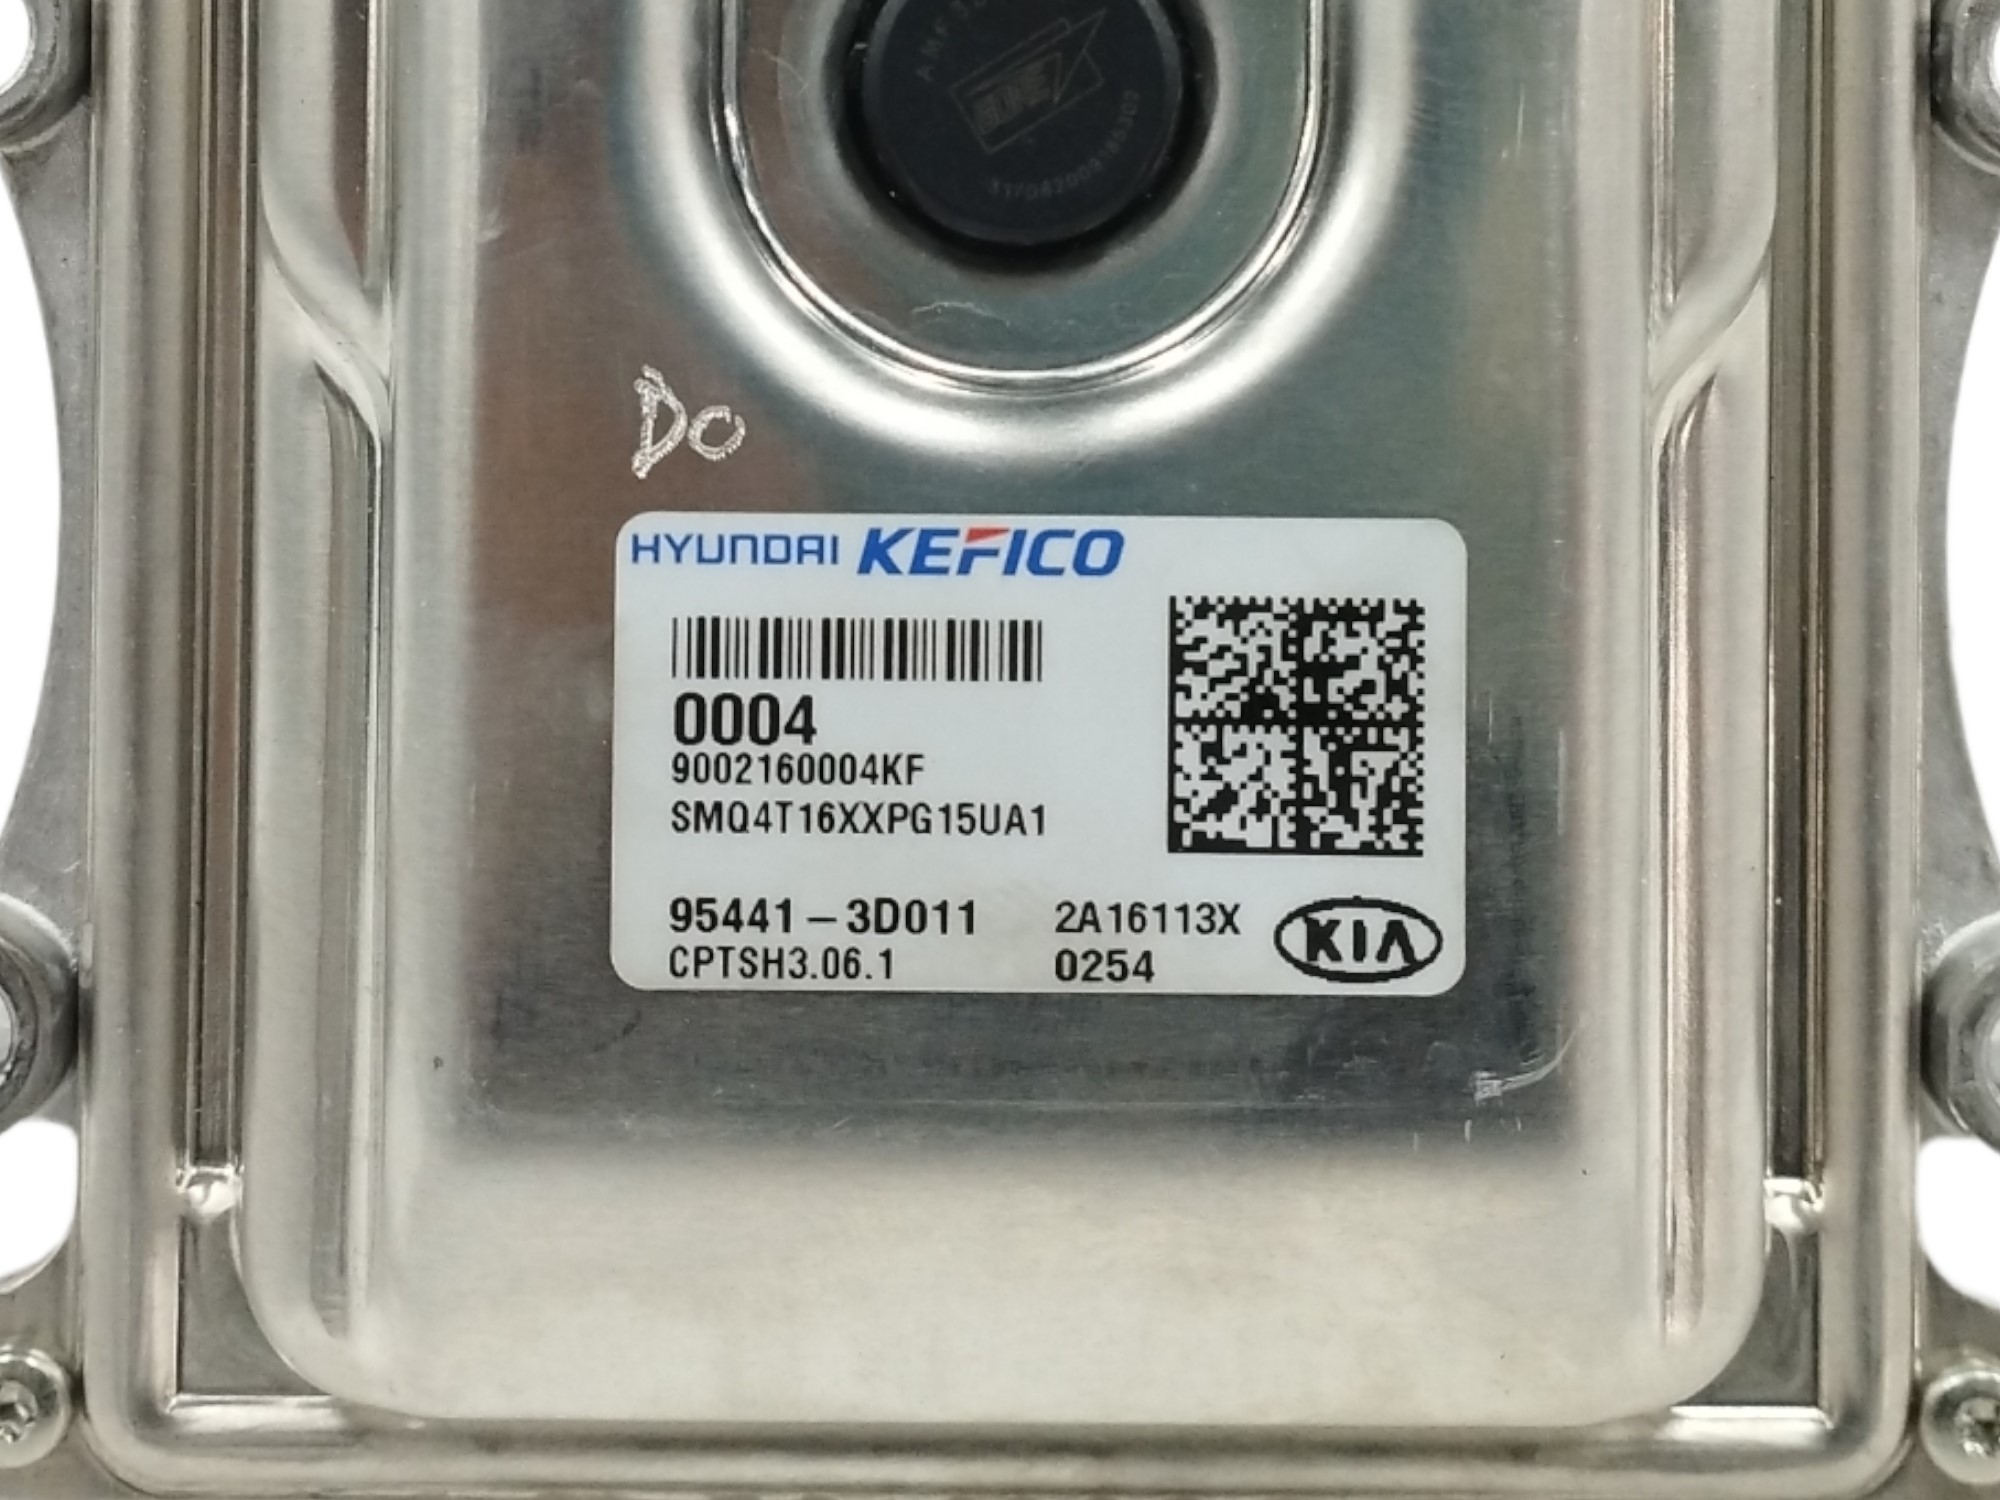 DO
HYUNDAI KEFICO
0004
9002160004KF
SMQ4T16XXPG15UA1
95441-3D011 2A16113X
CPTSH3.06.1 0254
KIA